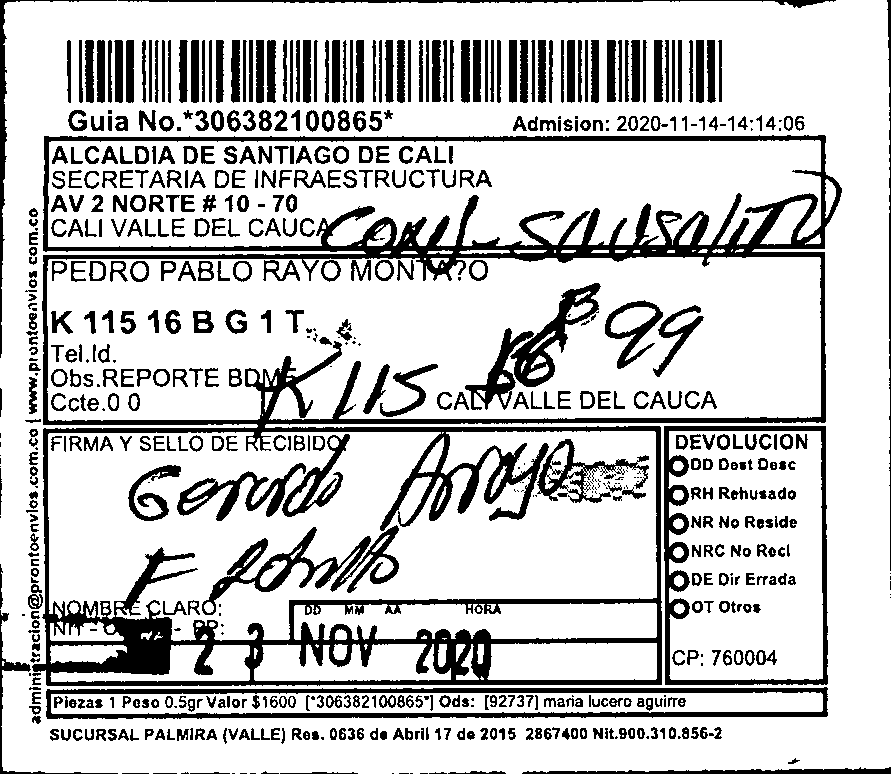 Guia No.*306382100865*
Admision: 2020-11-14-14:14:06
ALCALDIA DE SANTIAGO DE CALI
SECRETARIA DE INFRAESTRUCTURA
AV 2 NORTE # 10 - 70
CALI VALLE DEL CAUCA
PEDRO PABLO RAYO MONTA?O
K 115 16 B G 1 T
Tel.Id.
Obs.REPORTE BDME
Ccte.0 0
K 115 B 99
CALI VALLE DEL CAUCA
FIRMA Y SELLO DE RECIBIDO
Gerardo Arroyo
NOMBRE CLARO:
DD MM AA HORA
23 NOV 2020
DEVOLUCION
DD Dest Desc
RH Rehusado
NR No Reside
NRC No Recl
DE Dir Errada
OT Otros
CP: 760004
administracion@prontoenvios.com.co | www.prontoenvios.com.co
Piezas 1 Peso 0.5gr Valor $1600 [*306382100865*] Ods: [92737] maria lucero aguirre
SUCURSAL PALMIRA (VALLE) Res. 0636 de Abril 17 de 2015 2867400 Nit.900.310.856-2